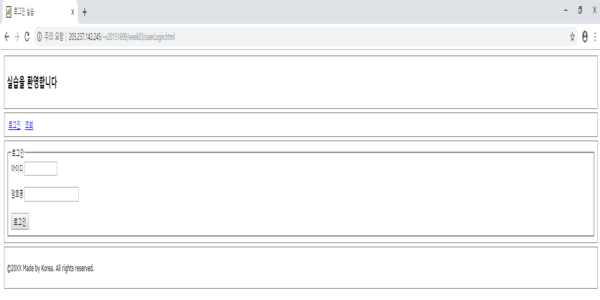 로그인 실습
주의 요함 | 203.237.142.245/~s20151699/week03/userLogin.html
실습을 환영합니다
로그인 조회
로그인
아이디
암호명
로그인
©20XX Made by Korea. All rights reserved.